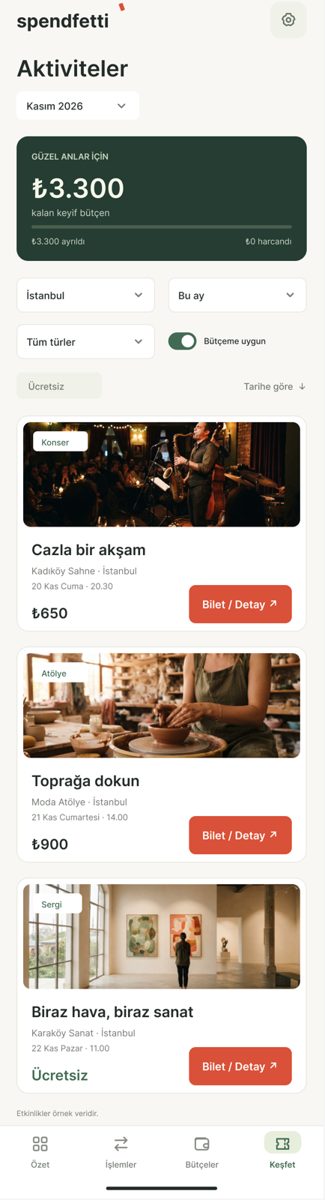 spendfetti
Aktiviteler
Kasım 2026
GÜZEL ANLAR İÇİN
₺3.300
kalan keyif bütçen
₺3.300 ayrıldı ₺0 harcandı
İstanbul Bu ay
Tüm türler Bütçeme uygun
Ücretsiz Tarihe göre ↓
Konser
Cazla bir akşam
Kadıköy Sahne · İstanbul
20 Kas Cuma · 20.30
₺650 Bilet / Detay ↗
Atölye
Toprağa dokun
Moda Atölye · İstanbul
21 Kas Cumartesi · 14.00
₺900 Bilet / Detay ↗
Sergi
Biraz hava, biraz sanat
Karaköy Sanat · İstanbul
22 Kas Pazar · 11.00
Ücretsiz Bilet / Detay ↗
Etkinlikler örnek veridir.
Özet İşlemler Bütçeler Keşfet